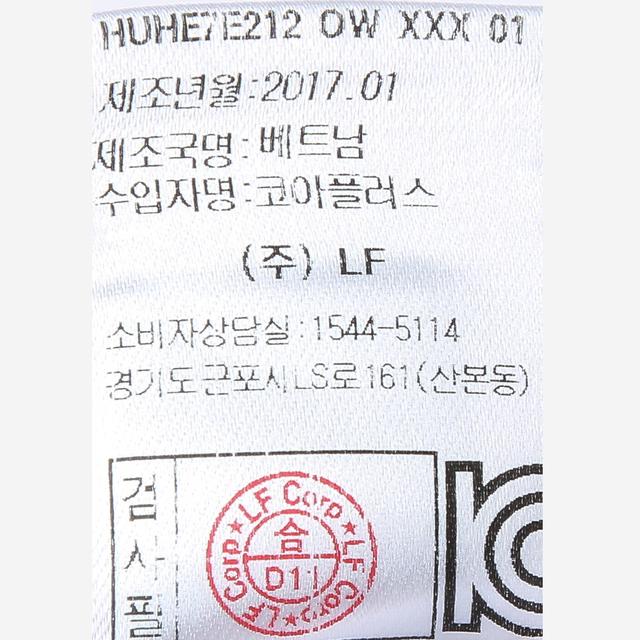 HUHE7E212 OW XXX 01
제조년월:2017.01
제조국명:베트남
수입자명:코아플러스
(주) LF
소비자상담실:1544-5114
경기도군포시LS로161(산본동)
검사필
LF Corp★LF Corp★LF Corp★
合
D11